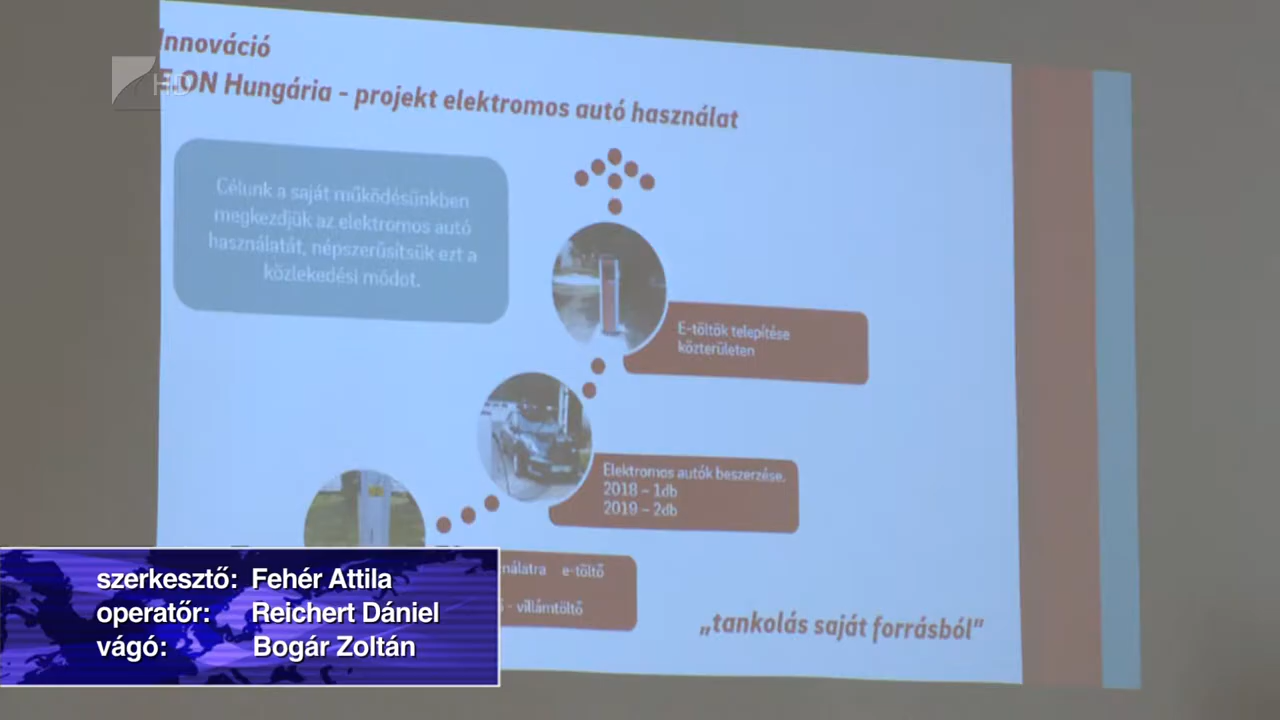 Innováció
HD
E.ON Hungária - projekt elektromos autó használat
Célunk a saját működésünkben
megkezdjük az elektromos autó
használatát, népszerűsítsük ezt a
közlekedési módot.
E-töltök telepítése
közterületen
Elektromos autók beszerzése,
2018 – 1db
2019 – 2db
e-töltő
- villámtöltő
„tankolás saját forrásból”
szerkesztő: Fehér Attila
operatőr: Reichert Dániel
vágó: Bogár Zoltán